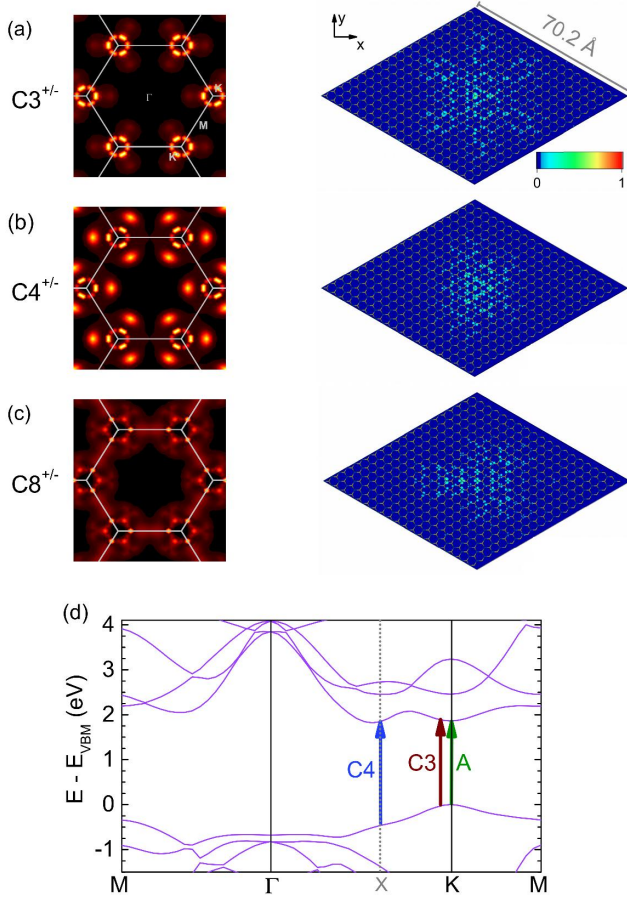 (a)
C3+/-
Γ
K
M
K
y
x
70.2 Å
0 1
(b)
C4+/-
(c)
C8+/-
(d)
E - EVBM (eV)
4
3
2
1
0
-1
C4
C3
A
M Γ x K M